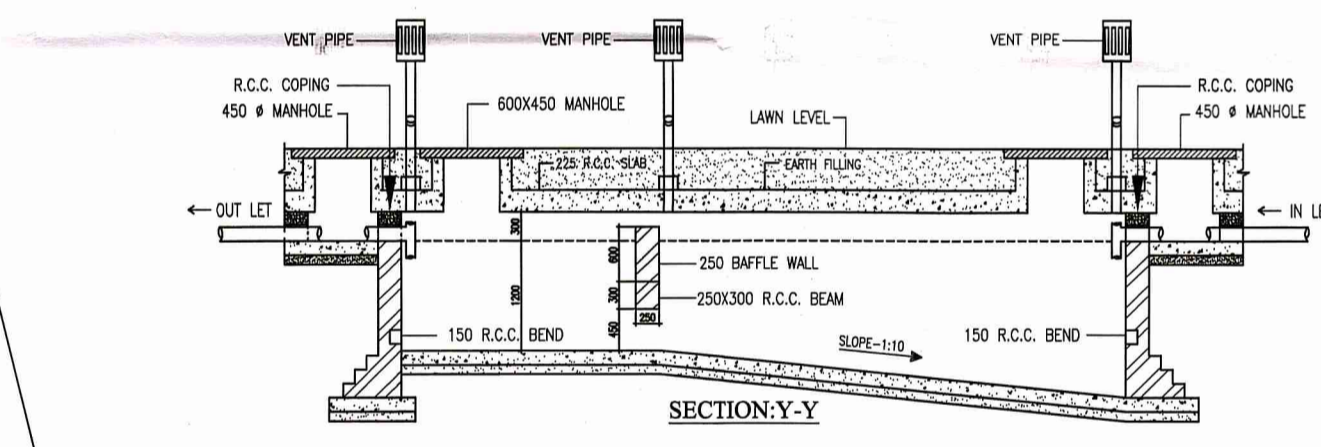 VENT PIPE
VENT PIPE
VENT PIPE
R.C.C. COPING
450 ø MANHOLE
600X450 MANHOLE
LAWN LEVEL
R.C.C. COPING
450 ø MANHOLE
225 R.C.C. SLAB
EARTH FILLING
← OUT LET
← IN LE
300
600
300
450
1200
250
250 BAFFLE WALL
250X300 R.C.C. BEAM
150 R.C.C. BEND
150 R.C.C. BEND
SLOPE-1:10
SECTION:Y-Y